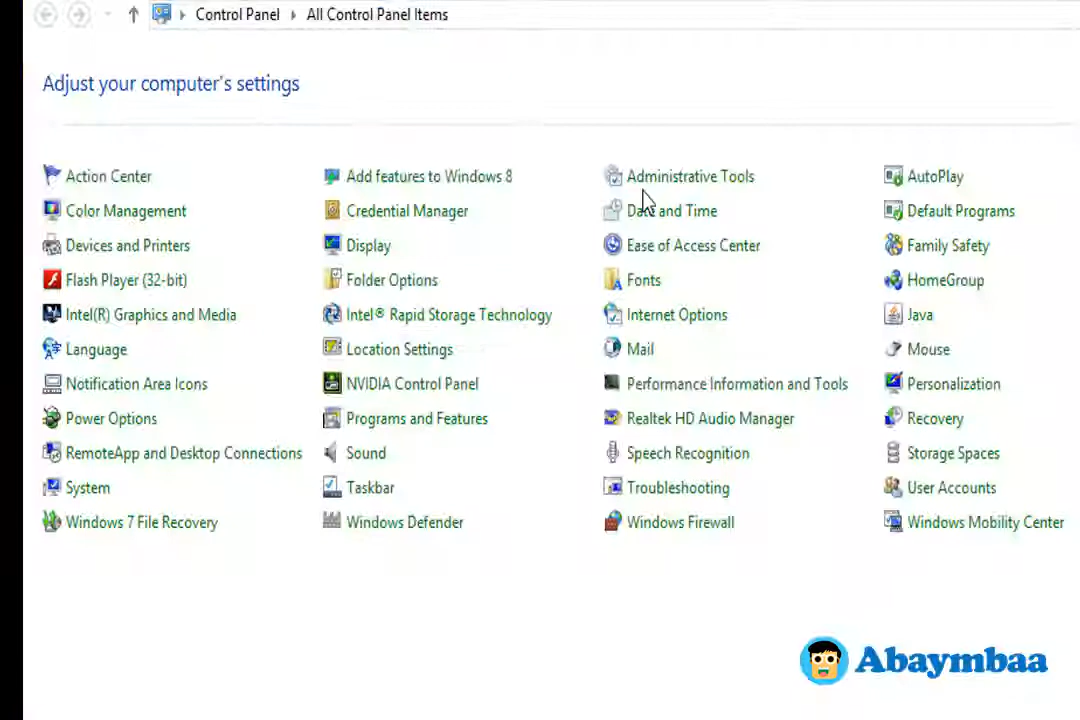 Control Panel All Control Panel Items
Adjust your computer's settings
Action Center Add features to Windows 8 Administrative Tools AutoPlay
Color Management Credential Manager Date and Time Default Programs
Devices and Printers Display Ease of Access Center Family Safety
Flash Player (32-bit) Folder Options Fonts HomeGroup
Intel(R) Graphics and Media Intel® Rapid Storage Technology Internet Options Java
Language Location Settings Mail Mouse
Notification Area Icons NVIDIA Control Panel Performance Information and Tools Personalization
Power Options Programs and Features Realtek HD Audio Manager Recovery
RemoteApp and Desktop Connections Sound Speech Recognition Storage Spaces
System Taskbar Troubleshooting User Accounts
Windows 7 File Recovery Windows Defender Windows Firewall Windows Mobility Center
Abaymbaa